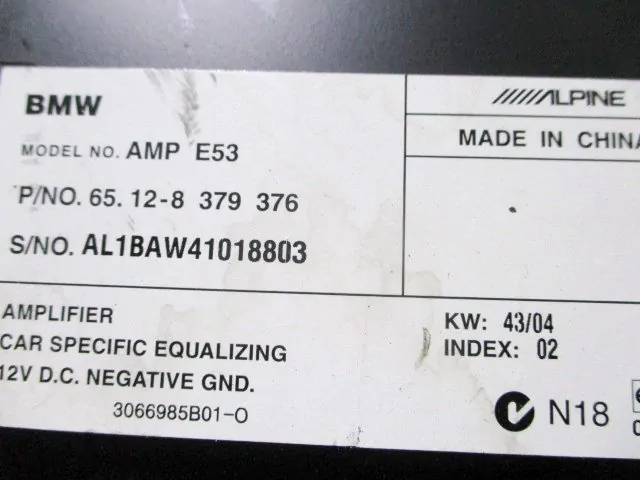 BMW
MODEL NO. AMP E53
P/NO. 65. 12-8 379 376
S/NO. AL1BAW41018803
ALPINE
MADE IN CHINA
AMPLIFIER
CAR SPECIFIC EQUALIZING
12V D.C. NEGATIVE GND.
3066985B01-O
KW: 43/04
INDEX: 02
N18